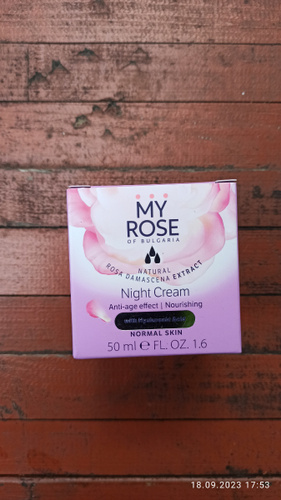 MY
ROSE
OF BULGARIA
NATURAL
ROSA DAMASCENA EXTRACT
Night Cream
Anti-age effect | Nourishing
with Hyaluronic
NORMAL SKIN
50 ml ℮ FL. OZ. 1.6
18.09.2023 17:53